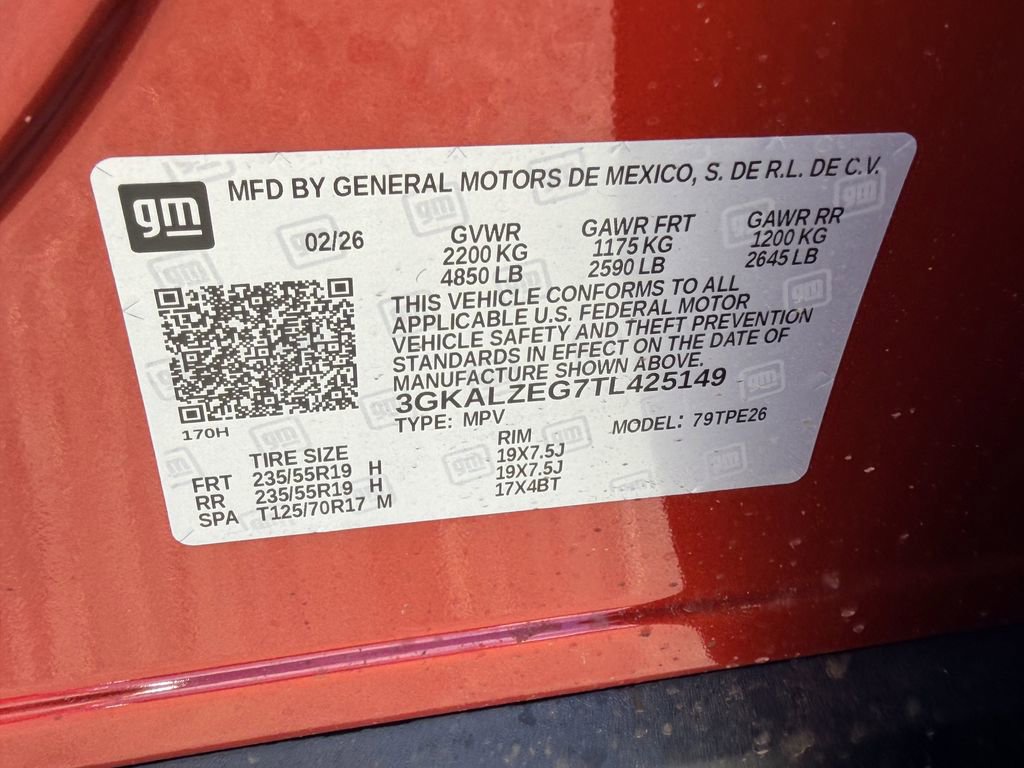 gm
MFD BY GENERAL MOTORS DE MEXICO, S. DE R.L. DE C.V.
02/26
GVWR
2200 KG
4850 LB
GAWR FRT
1175 KG
2590 LB
GAWR RR
1200 KG
2645 LB
THIS VEHICLE CONFORMS TO ALL
APPLICABLE U.S. FEDERAL MOTOR
VEHICLE SAFETY AND THEFT PREVENTION
STANDARDS IN EFFECT ON THE DATE OF
MANUFACTURE SHOWN ABOVE.
3GKALZEG7TL425149
TYPE: MPV
MODEL: 79TPE26
170H
TIRE SIZE
RIM
FRT 235/55R19 H 19X7.5J
RR 235/55R19 H 19X7.5J
SPA T125/70R17 M 17X4BT